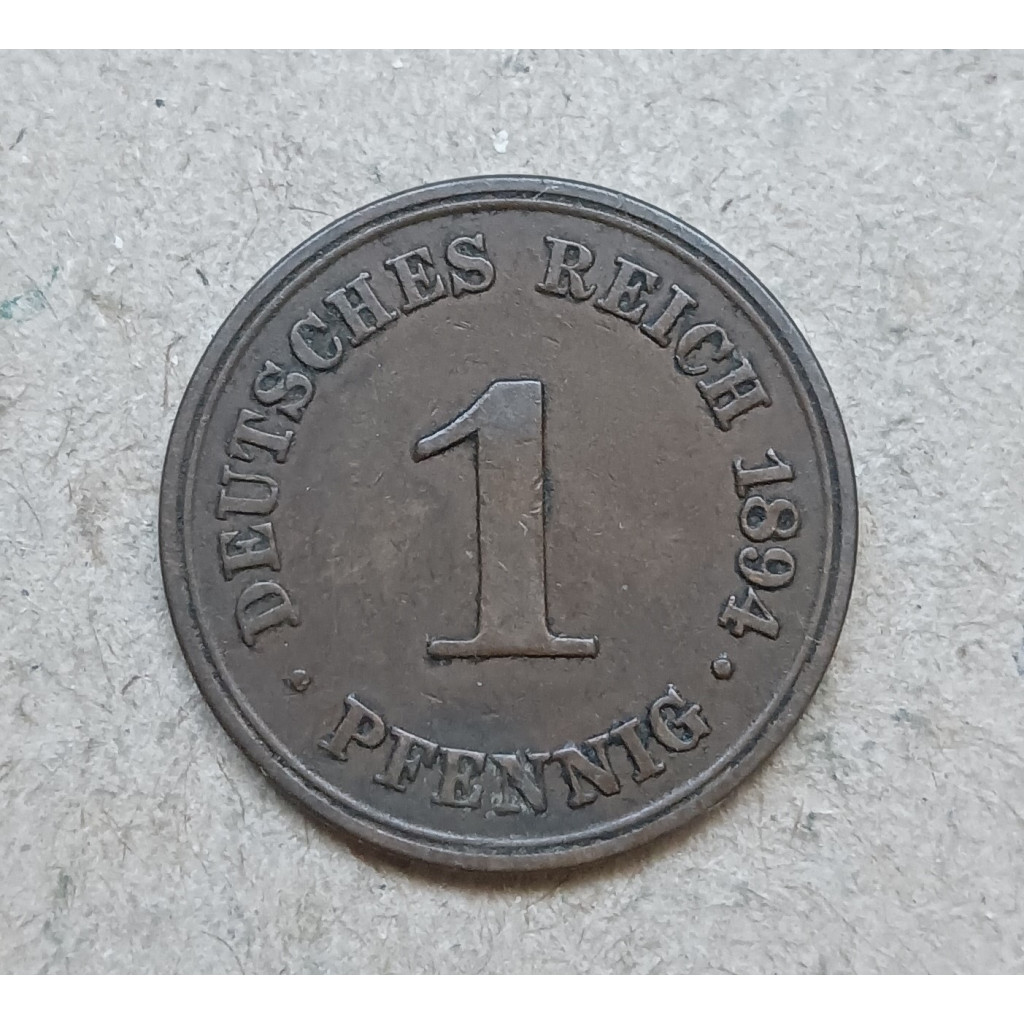 DEUTSCHES REICH 1894
1
PFENNIG